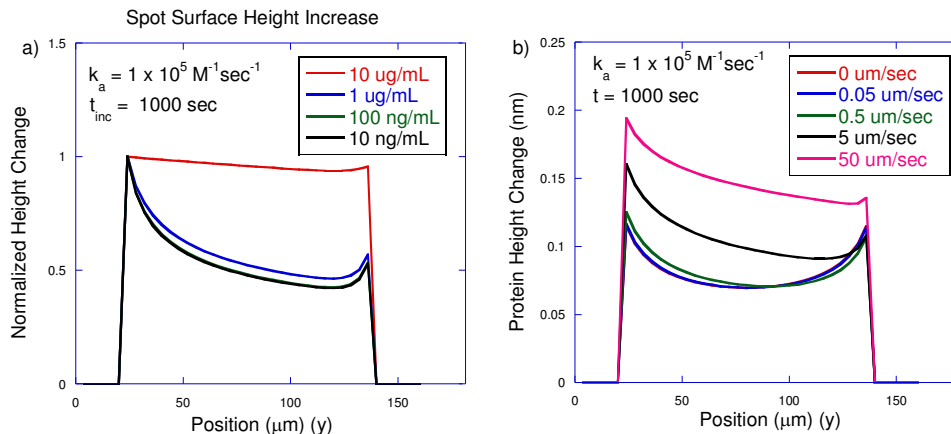 Spot Surface Height Increase
a)
k_a = 1 x 10^5 M^-1sec^-1
t_inc = 1000 sec
10 ug/mL
1 ug/mL
100 ng/mL
10 ng/mL
Normalized Height Change
1.5
1
0.5
0
0
50
100
150
Position (μm) (y)
b)
k_a = 1 x 10^5 M^-1sec^-1
t = 1000 sec
0 um/sec
0.05 um/sec
0.5 um/sec
5 um/sec
50 um/sec
Protein Height Change (nm)
0.25
0.2
0.15
0.1
0.05
0
0
50
100
150
Position (μm) (y)